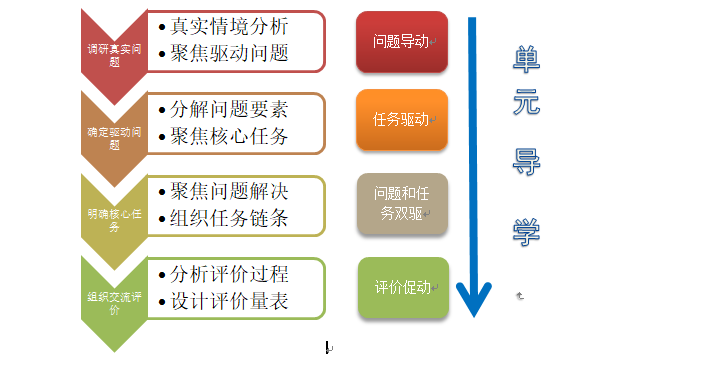 调研真实问
题
•真实情境分析
•聚焦驱动问题
问题导动
确定驱动问
题
•分解问题要素
•聚焦核心任务
任务驱动
明确核心任
务
•聚焦问题解决
•组织任务链条
问题和任
务双驱
组织交流评
价
•分析评价过程
•设计评价量表
评价促动
单
元
导
学